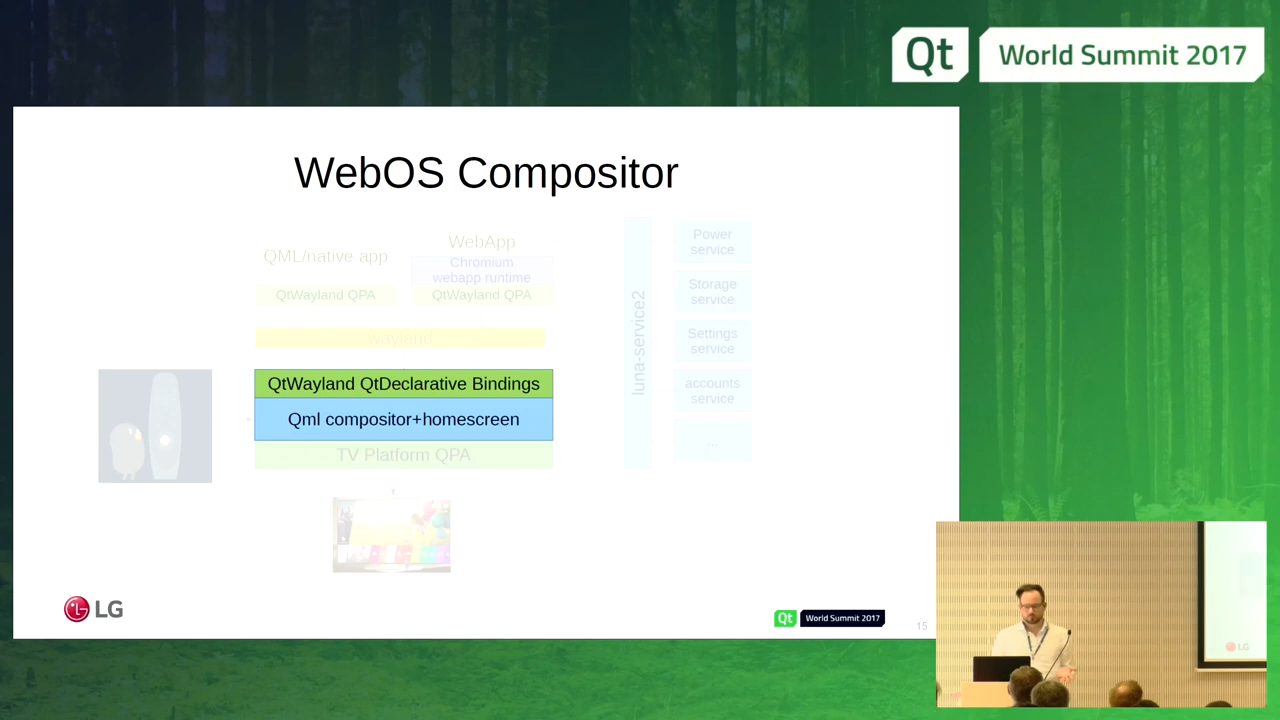 Qt World Summit 2017
WebOS Compositor
QML/native app
WebApp
Chromium
webapp runtime
QtWayland QPA
QtWayland QPA
wayland
QtWayland QtDeclarative Bindings
Qml compositor+homescreen
TV Platform QPA
luna-service2
Power
service
Storage
service
Settings
service
accounts
service
...
LG
Qt World Summit 2017
15
LG